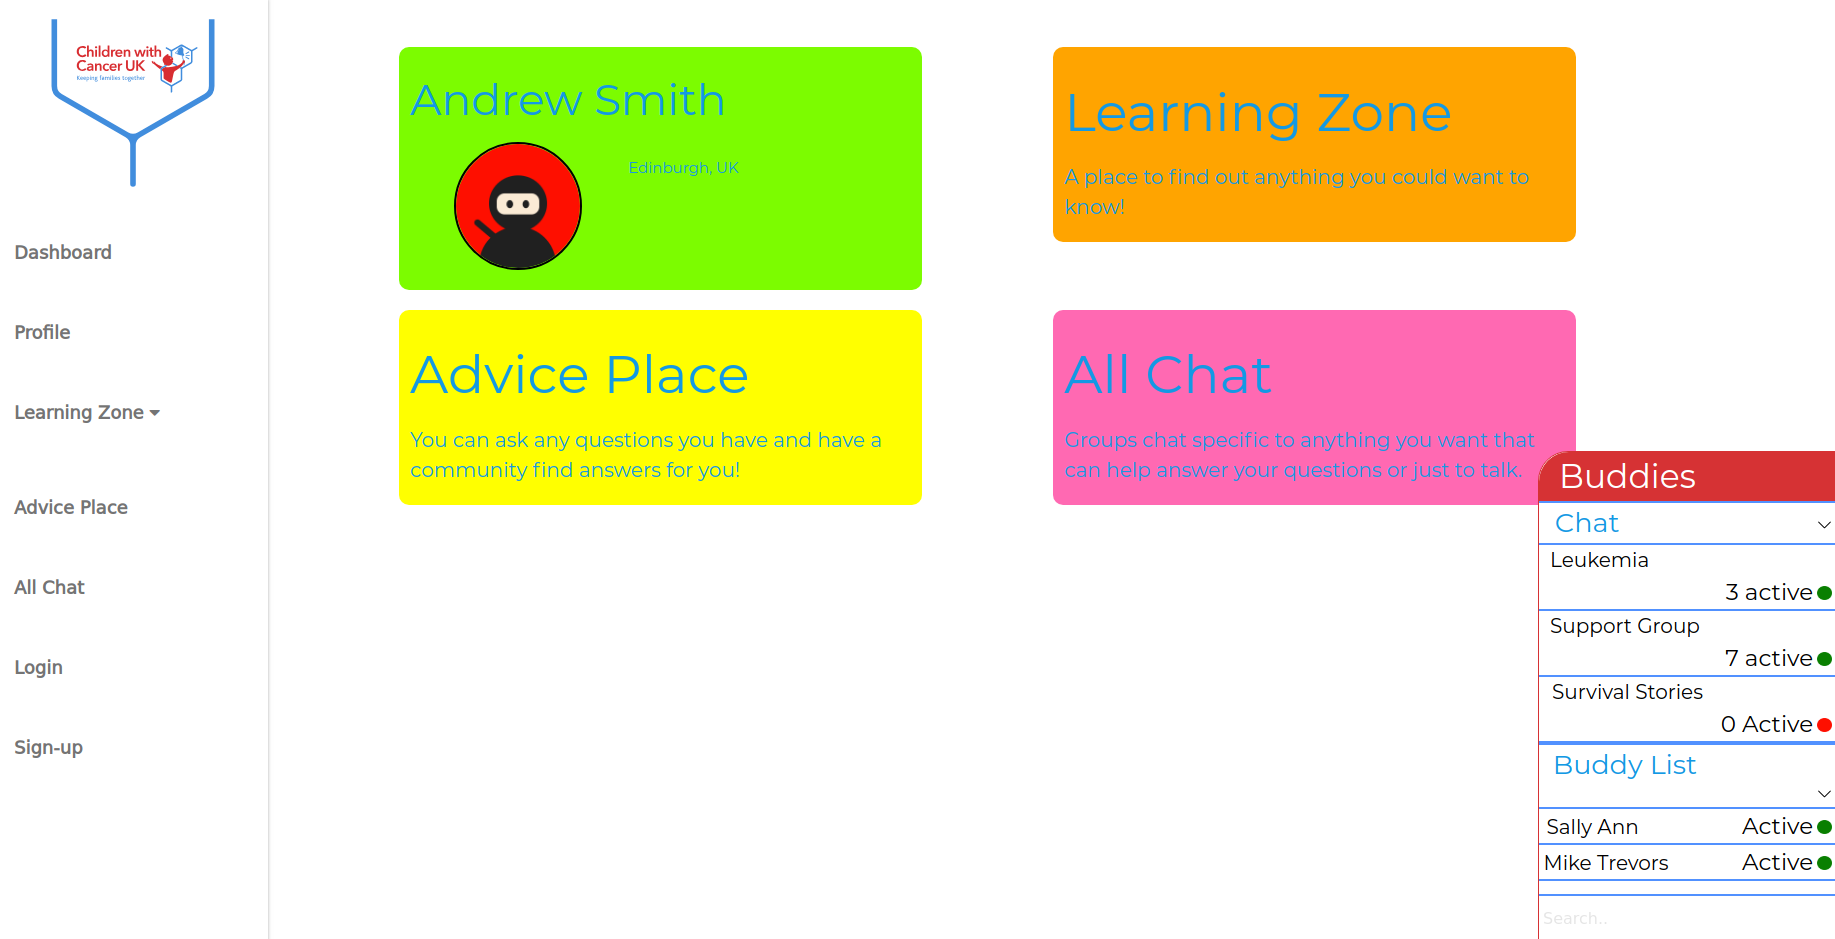 Children with
Cancer UK
Keeping families together
Dashboard
Profile
Learning Zone
Advice Place
All Chat
Login
Sign-up
Andrew Smith
Edinburgh, UK
Learning Zone
A place to find out anything you could want to
know!
Advice Place
You can ask any questions you have and have a
community find answers for you!
All Chat
Groups chat specific to anything you want that
can help answer your questions or just to talk.
Buddies
Chat
Leukemia
3 active
Support Group
7 active
Survival Stories
0 Active
Buddy List
Sally Ann Active
Mike Trevors Active
Search..